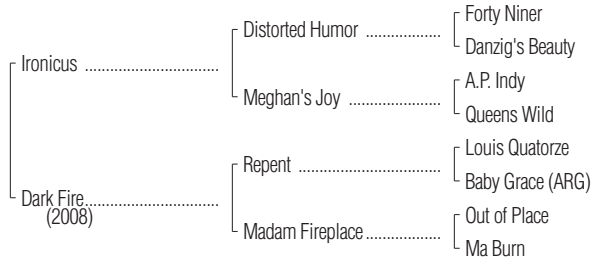 Forty Niner
Distorted Humor ..................
Danzig's Beauty
Ironicus ................................
A.P. Indy
Meghan's Joy ......................
Queens Wild
Louis Quatorze
Repent ..................................
Baby Grace (ARG)
Dark Fire................................
(2008)
Out of Place
Madam Fireplace..................
Ma Burn